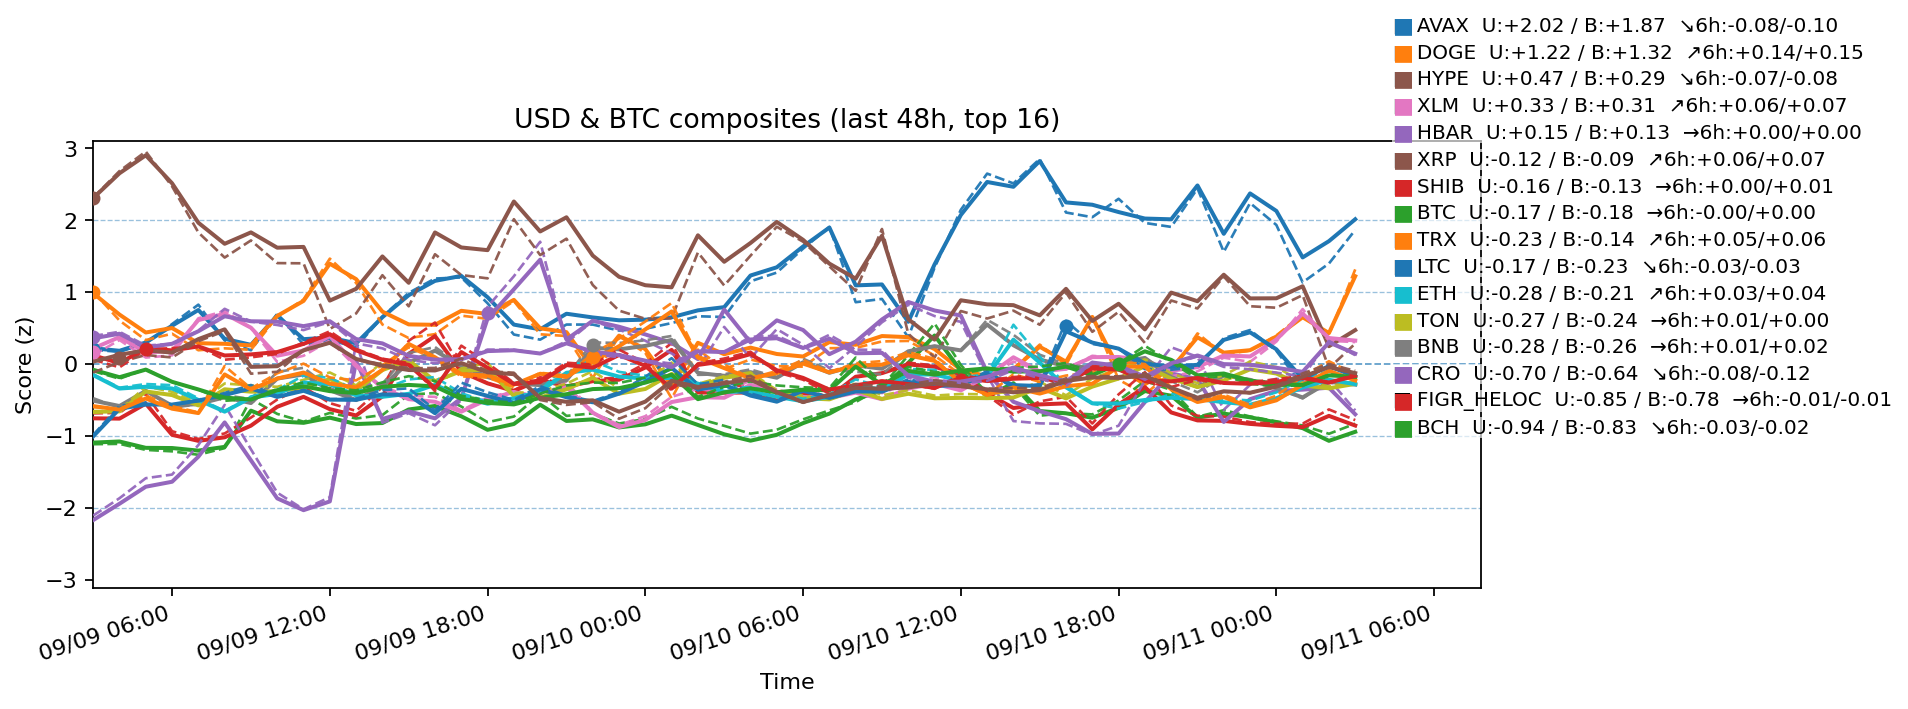 AVAX  U:+2.02 / B:+1.87  ↘6h:-0.08/-0.10
DOGE  U:+1.22 / B:+1.32  ↗6h:+0.14/+0.15
HYPE  U:+0.47 / B:+0.29  ↘6h:-0.07/-0.08
XLM  U:+0.33 / B:+0.31  ↗6h:+0.06/+0.07
HBAR  U:+0.15 / B:+0.13  →6h:+0.00/+0.00
XRP  U:-0.12 / B:-0.09  ↗6h:+0.06/+0.07
SHIB  U:-0.16 / B:-0.13  →6h:+0.00/+0.01
BTC  U:-0.17 / B:-0.18  →6h:-0.00/+0.00
TRX  U:-0.23 / B:-0.14  ↗6h:+0.05/+0.06
LTC  U:-0.17 / B:-0.23  ↘6h:-0.03/-0.03
ETH  U:-0.28 / B:-0.21  ↗6h:+0.03/+0.04
TON  U:-0.27 / B:-0.24  →6h:+0.01/+0.00
BNB  U:-0.28 / B:-0.26  →6h:+0.01/+0.02
CRO  U:-0.70 / B:-0.64  ↘6h:-0.08/-0.12
FIGR_HELOC  U:-0.85 / B:-0.78  →6h:-0.01/-0.01
BCH  U:-0.94 / B:-0.83  ↘6h:-0.03/-0.02
USD & BTC composites (last 48h, top 16)
Score (z)
3
2
1
0
−1
−2
−3
09/09 06:00
09/09 12:00
09/09 18:00
09/10 00:00
09/10 06:00
09/10 12:00
09/10 18:00
09/11 00:00
09/11 06:00
Time